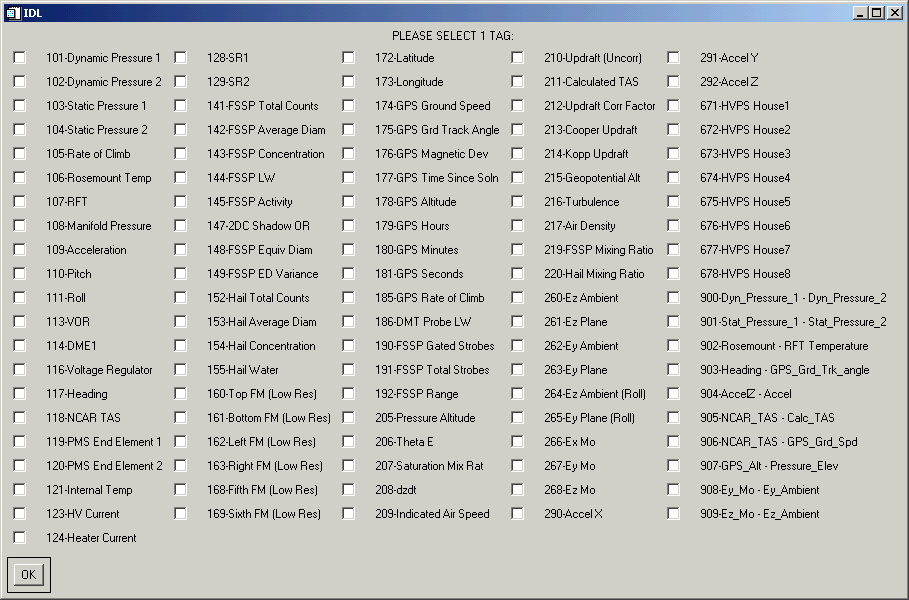 IDL
PLEASE SELECT 1 TAG:
101-Dynamic Pressure 1
102-Dynamic Pressure 2
103-Static Pressure 1
104-Static Pressure 2
105-Rate of Climb
106-Rosemount Temp
107-RFT
108-Manifold Pressure
109-Acceleration
110-Pitch
111-Roll
113-VOR
114-DME1
116-Voltage Regulator
117-Heading
118-NCAR TAS
119-PMS End Element 1
120-PMS End Element 2
121-Internal Temp
123-HV Current
124-Heater Current
128-SR1
129-SR2
141-FSSP Total Counts
142-FSSP Average Diam
143-FSSP Concentration
144-FSSP LW
145-FSSP Activity
147-2DC Shadow OR
148-FSSP Equiv Diam
149-FSSP ED Variance
152-Hail Total Counts
153-Hail Average Diam
154-Hail Concentration
155-Hail Water
160-Top FM (Low Res)
161-Bottom FM (Low Res)
162-Left FM (Low Res)
163-Right FM (Low Res)
168-Fifth FM (Low Res)
169-Sixth FM (Low Res)
172-Latitude
173-Longitude
174-GPS Ground Speed
175-GPS Grd Track Angle
176-GPS Magnetic Dev
177-GPS Time Since Soln
178-GPS Altitude
179-GPS Hours
180-GPS Minutes
181-GPS Seconds
185-GPS Rate of Climb
186-DMT Probe LW
190-FSSP Gated Strobes
191-FSSP Total Strobes
192-FSSP Range
205-Pressure Altitude
206-Theta E
207-Saturation Mix Rat
208-dzdt
209-Indicated Air Speed
210-Updraft (Uncorr)
211-Calculated TAS
212-Updraft Corr Factor
213-Cooper Updraft
214-Kopp Updraft
215-Geopotential Alt
216-Turbulence
217-Air Density
219-FSSP Mixing Ratio
220-Hail Mixing Ratio
260-Ez Ambient
261-Ez Plane
262-Ey Ambient
263-Ey Plane
264-Ez Ambient (Roll)
265-Ey Plane (Roll)
266-Ex Mo
267-Ey Mo
268-Ez Mo
290-Accel X
291-Accel Y
292-Accel Z
671-HVPS House1
672-HVPS House2
673-HVPS House3
674-HVPS House4
675-HVPS House5
676-HVPS House6
677-HVPS House7
678-HVPS House8
900-Dyn_Pressure_1 - Dyn_Pressure_2
901-Stat_Pressure_1 - Stat_Pressure_2
902-Rosemount - RFT Temperature
903-Heading - GPS_Grd_Trk_angle
904-AccelZ - Accel
905-NCAR_TAS - Calc_TAS
906-NCAR_TAS - GPS_Grd_Spd
907-GPS_Alt - Pressure_Elev
908-Ey_Mo - Ey_Ambient
909-Ez_Mo - Ez_Ambient
OK